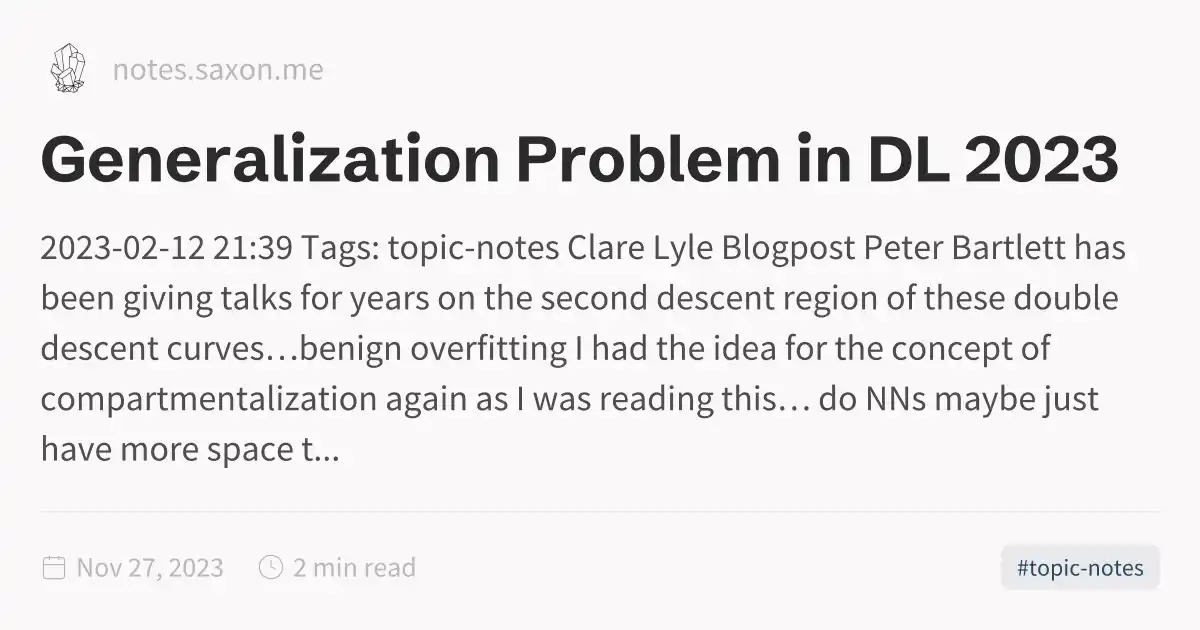 notes.saxon.me
Generalization Problem in DL 2023
2023-02-12 21:39 Tags: topic-notes Clare Lyle Blogpost Peter Bartlett has
been giving talks for years on the second descent region of these double
descent curves…benign overfitting I had the idea for the concept of
compartmentalization again as I was reading this… do NNs maybe just
have more space t...
Nov 27, 2023 2 min read #topic-notes